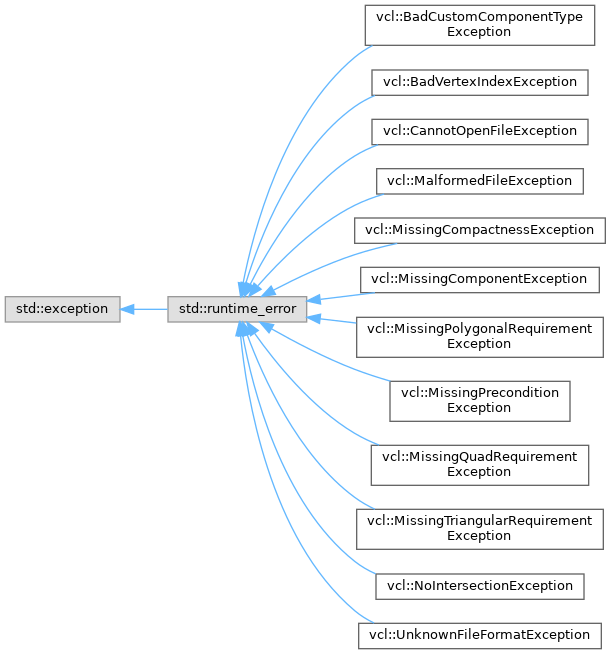 vcl::BadCustomComponentType
Exception
vcl::BadVertexIndexException
vcl::CannotOpenFileException
vcl::MalformedFileException
vcl::MissingCompactnessException
vcl::MissingComponentException
std::exception
std::runtime_error
vcl::MissingPolygonalRequirement
Exception
vcl::MissingPrecondition
Exception
vcl::MissingQuadRequirement
Exception
vcl::MissingTriangularRequirement
Exception
vcl::NoIntersectionException
vcl::UnknownFileFormatException